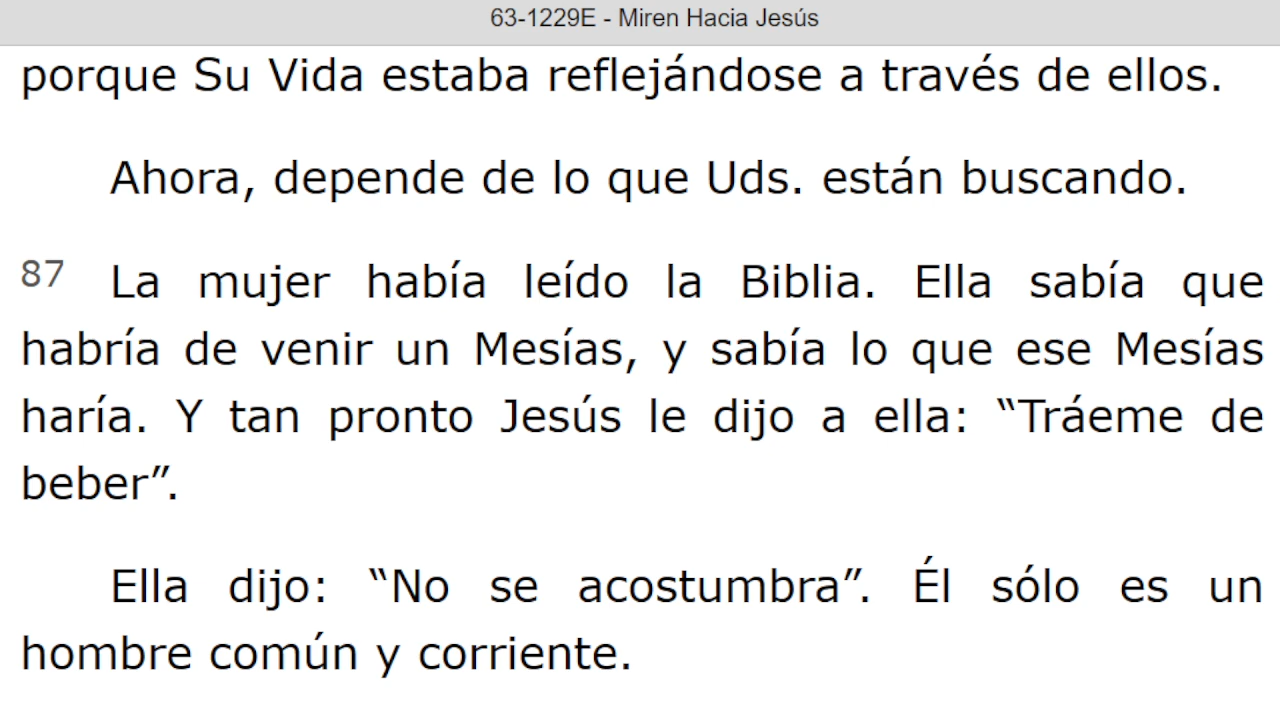 63-1229E - Miren Hacia Jesús
porque Su Vida estaba reflejándose a través de ellos.
Ahora, depende de lo que Uds. están buscando.
87 La mujer había leído la Biblia. Ella sabía que
habría de venir un Mesías, y sabía lo que ese Mesías
haría. Y tan pronto Jesús le dijo a ella: “Tráeme de
beber”.
Ella dijo: “No se acostumbra”. Él sólo es un
hombre común y corriente.